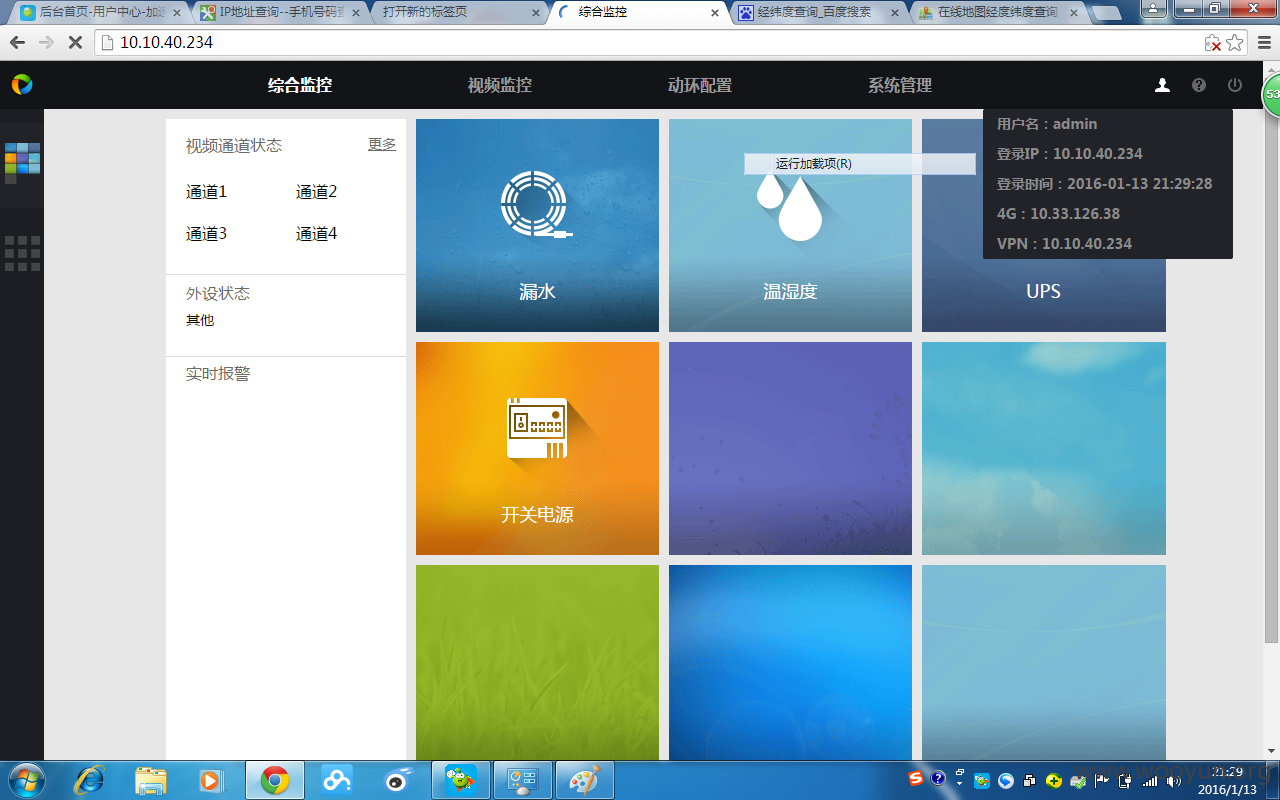 后台首页-用户中心-加速
IP地址查询--手机号码查
打开新的标签页
综合监控
经纬度查询_百度搜索
在线地图经度纬度查询
10.10.40.234
综合监控
视频监控
动环配置
系统管理
53
用户名：admin
登录IP：10.10.40.234
登录时间：2016-01-13 21:29:28
4G：10.33.126.38
VPN：10.10.40.234
视频通道状态
更多
通道1
通道2
通道3
通道4
外设状态
其他
实时报警
运行加载项(R)
漏水
温湿度
UPS
开关电源
www.wooyun.org
21:29
2016/1/13